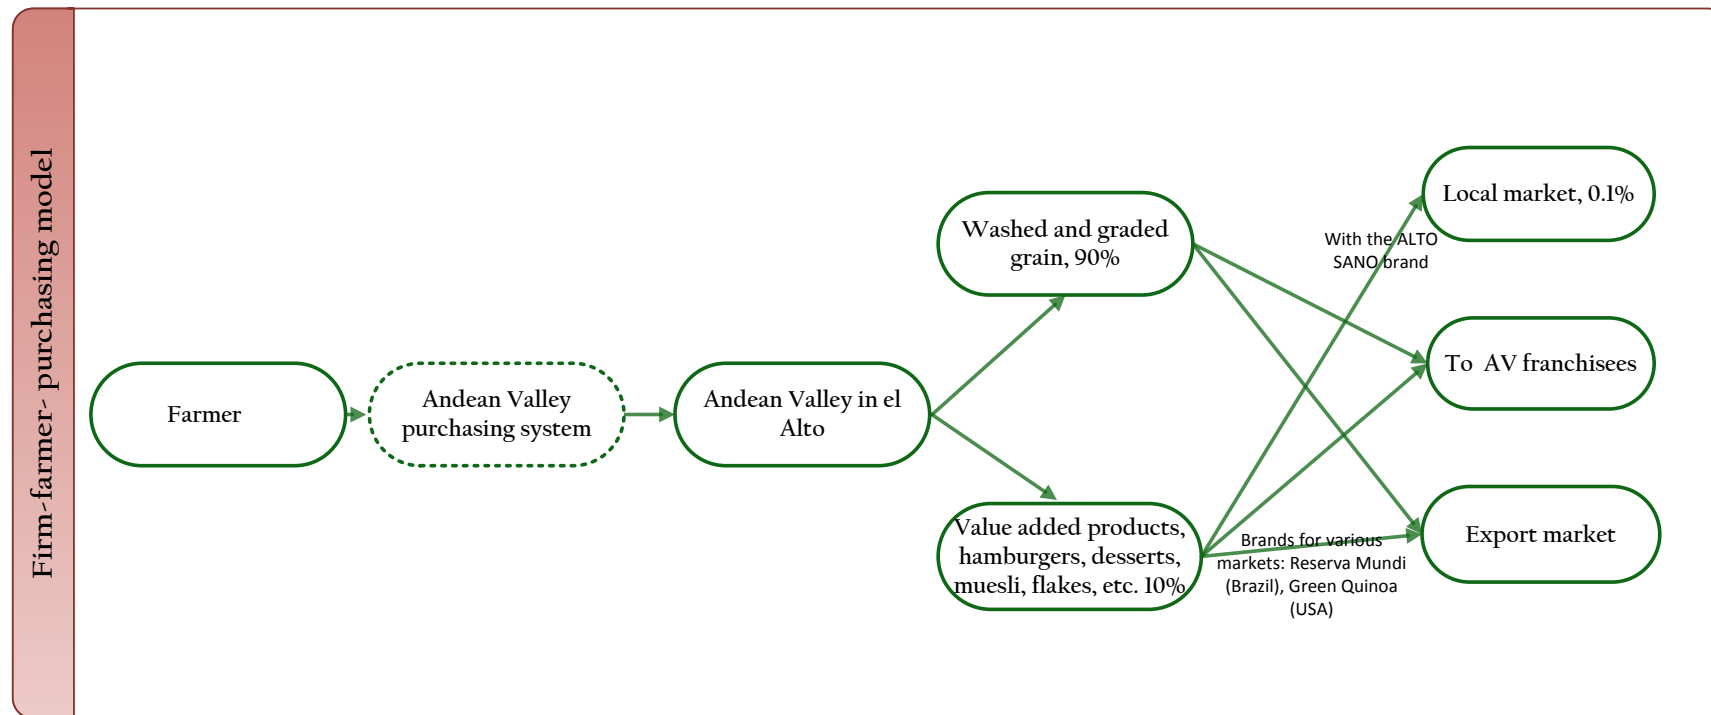 Firm-farmer- purchasing model
Farmer
Andean Valley
purchasing system
Andean Valley in el
Alto
Washed and graded
grain, 90%
Value added products,
hamburgers, desserts,
muesli, flakes, etc. 10%
With the ALTO
SANO brand
Brands for various
markets: Reserva Mundi
(Brazil), Green Quinoa
(USA)
Local market, 0.1%
To AV franchisees
Export market